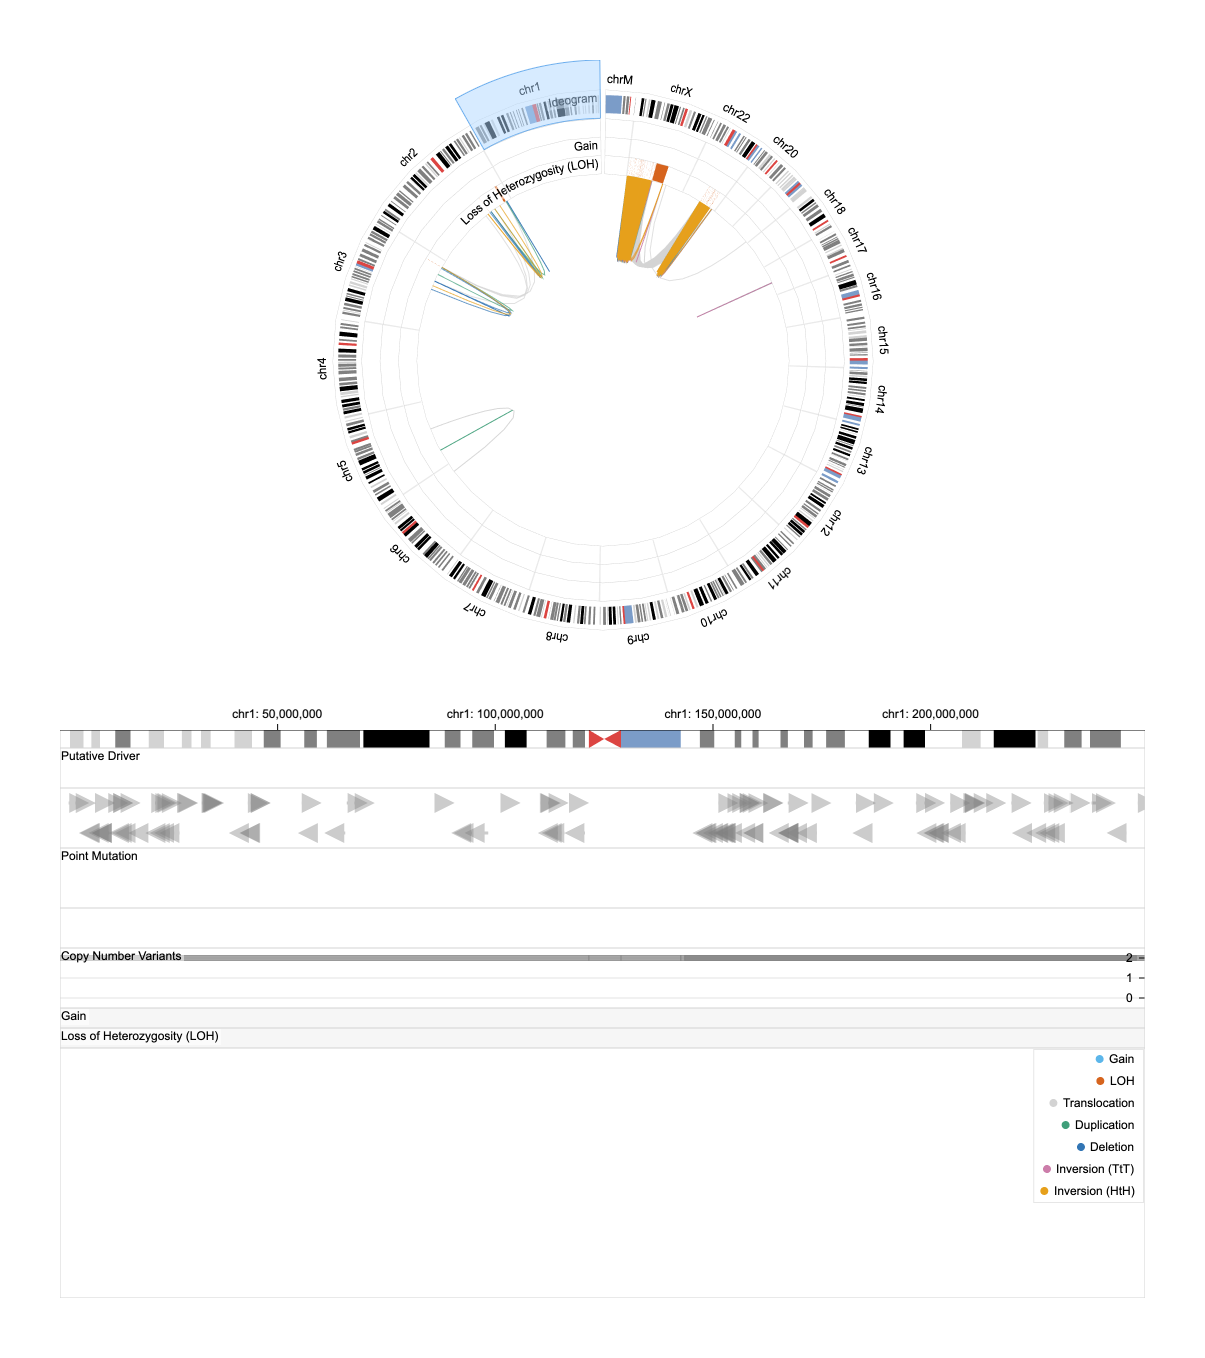 chrM
chrX
chr22
chr20
chr18
chr17
chr16
chr15
chr14
chr13
chr12
chr11
chr10
chr9
chr8
chr7
chr6
chr5
chr4
chr3
chr2
chr1
Ideogram
Gain
Loss of Heterozygosity (LOH)
chr1: 50,000,000
chr1: 100,000,000
chr1: 150,000,000
chr1: 200,000,000
Putative Driver
Point Mutation
Copy Number Variants
2
1
0
Gain
Loss of Heterozygosity (LOH)
Gain
LOH
Translocation
Duplication
Deletion
Inversion (TtT)
Inversion (HtH)